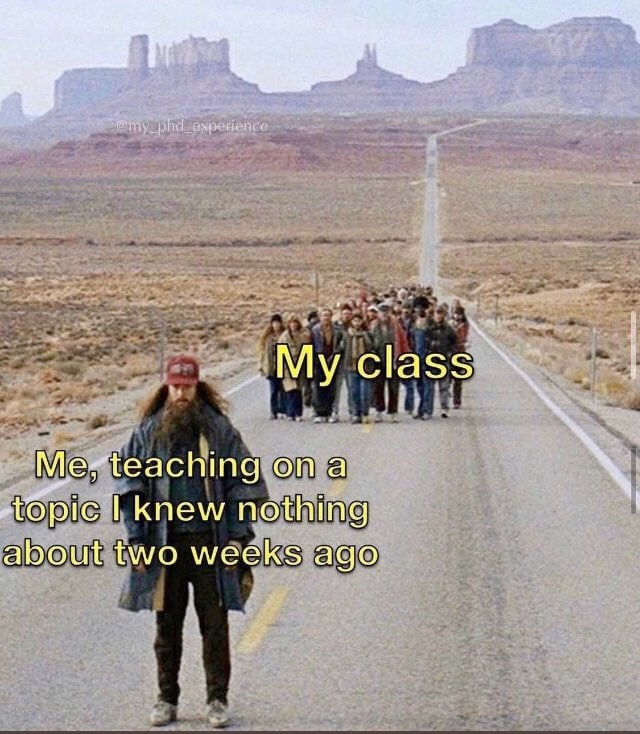 @my_phd_experience
My class
Me, teaching on a
topic I knew nothing
about two weeks ago